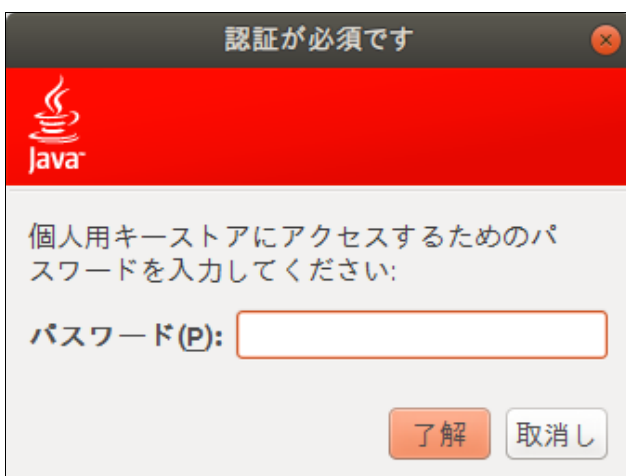 認証が必須です
Java
個人用キーストアにアクセスするためのパ
スワードを入力してください:
パスワード(P):
了解 取消し